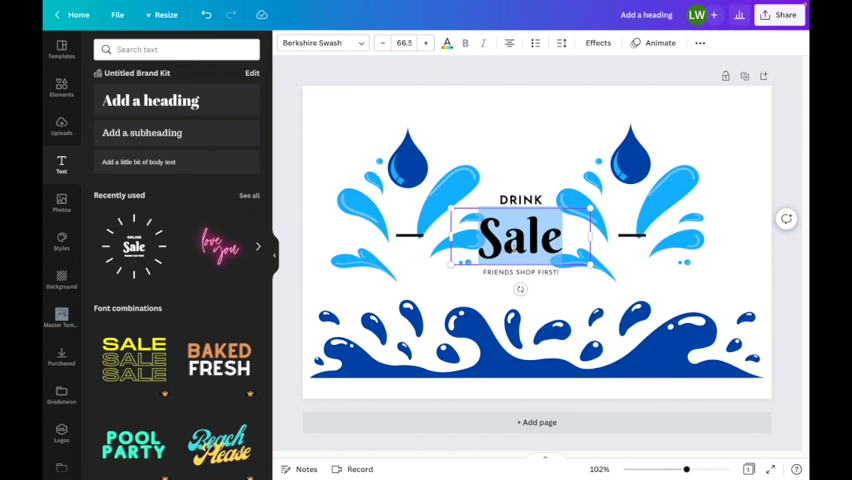 Home File Resize Add a heading LW + Share
Search text
Berkshire Swash − 66.5 + A B I Effects Animate •••
Untitled Brand Kit Edit
Add a heading
Add a subheading
Add a little bit of body text
Recently used See all
Sale
love you
Font combinations
SALE
SALE
SALE
BAKED
FRESH
POOL
PARTY
Beach
Please
Templates
Elements
Uploads
T
Text
Photos
Styles
Background
Master Tem...
Purchased
Graduation
Logos
DRINK
Sale
FRIENDS SHOP FIRST!
+ Add page
Notes Record 102% 1 ?